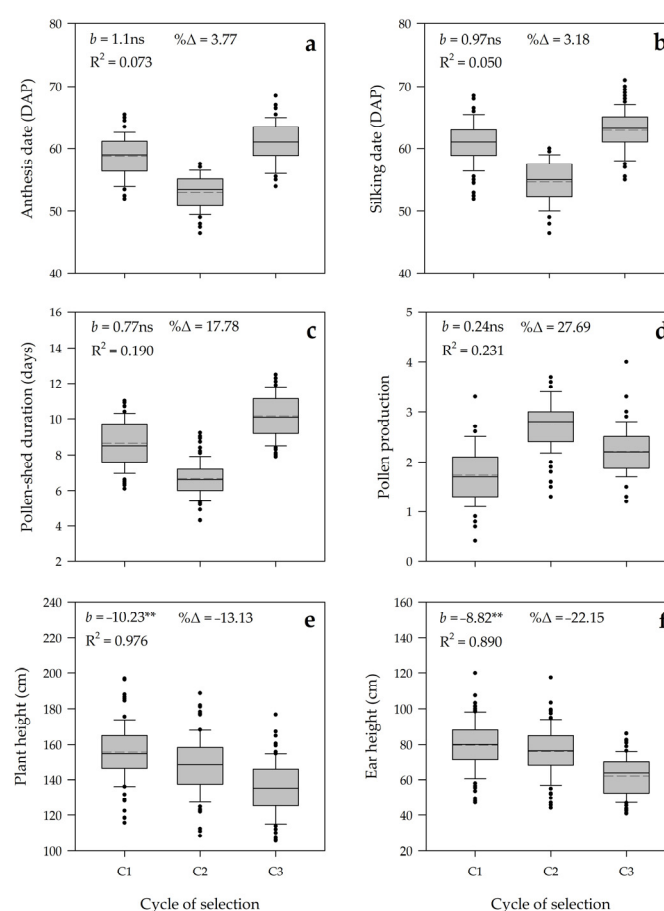 b = 1.1ns %Δ = 3.77 a
R² = 0.073
80
70
60
50
40
Anthesis date (DAP)
b = 0.97ns %Δ = 3.18 b
R² = 0.050
80
70
60
50
40
Silking date (DAP)
b = 0.77ns %Δ = 17.78 c
R² = 0.190
16
14
12
10
8
6
4
2
Pollen-shed duration (days)
b = 0.24ns %Δ = 27.69 d
R² = 0.231
5
4
3
2
1
0
Pollen production
b = –10.23** %Δ = –13.13 e
R² = 0.976
240
220
200
180
160
140
120
100
Plant height (cm)
C1 C2 C3
Cycle of selection
b = –8.82** %Δ = –22.15 f
R² = 0.890
160
140
120
100
80
60
40
20
Ear height (cm)
C1 C2 C3
Cycle of selection